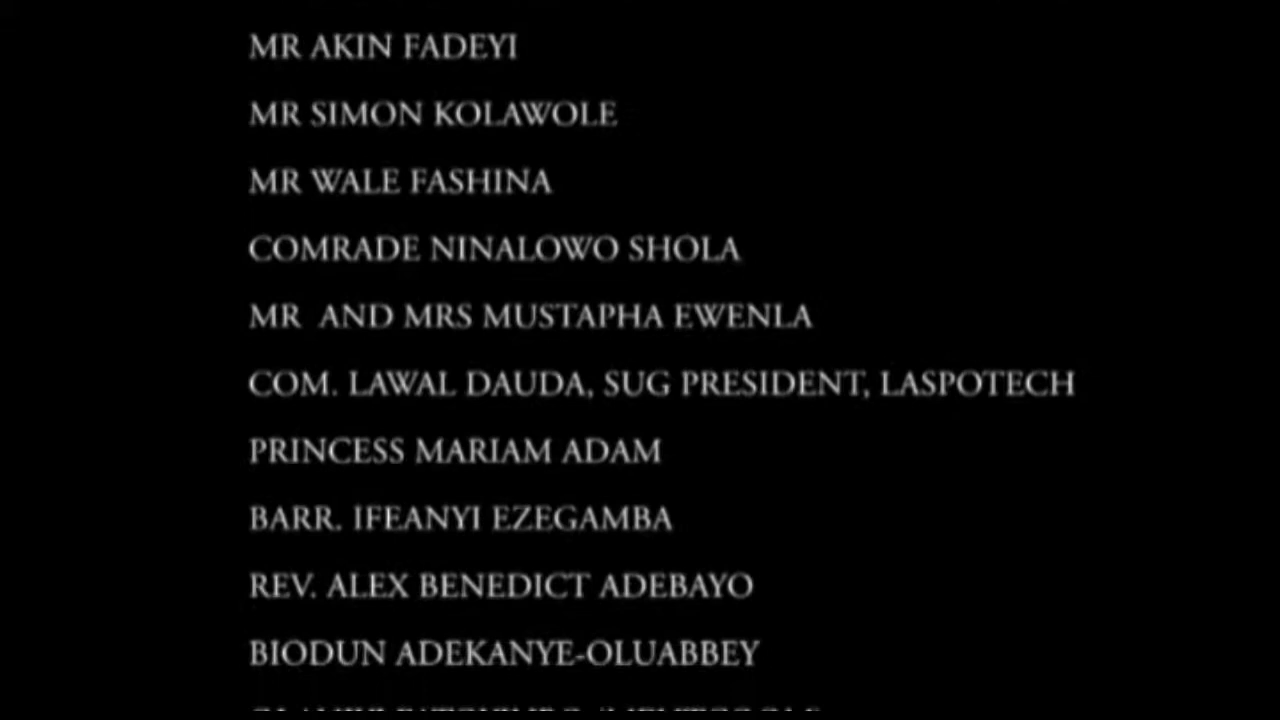 MR AKIN FADEYI
MR SIMON KOLAWOLE
MR WALE FASHINA
COMRADE NINALOWO SHOLA
MR  AND MRS MUSTAPHA EWENLA
COM. LAWAL DAUDA, SUG PRESIDENT, LASPOTECH
PRINCESS MARIAM ADAM
BARR. IFEANYI EZEGAMBA
REV. ALEX BENEDICT ADEBAYO
BIODUN ADEKANYE-OLUABBEY